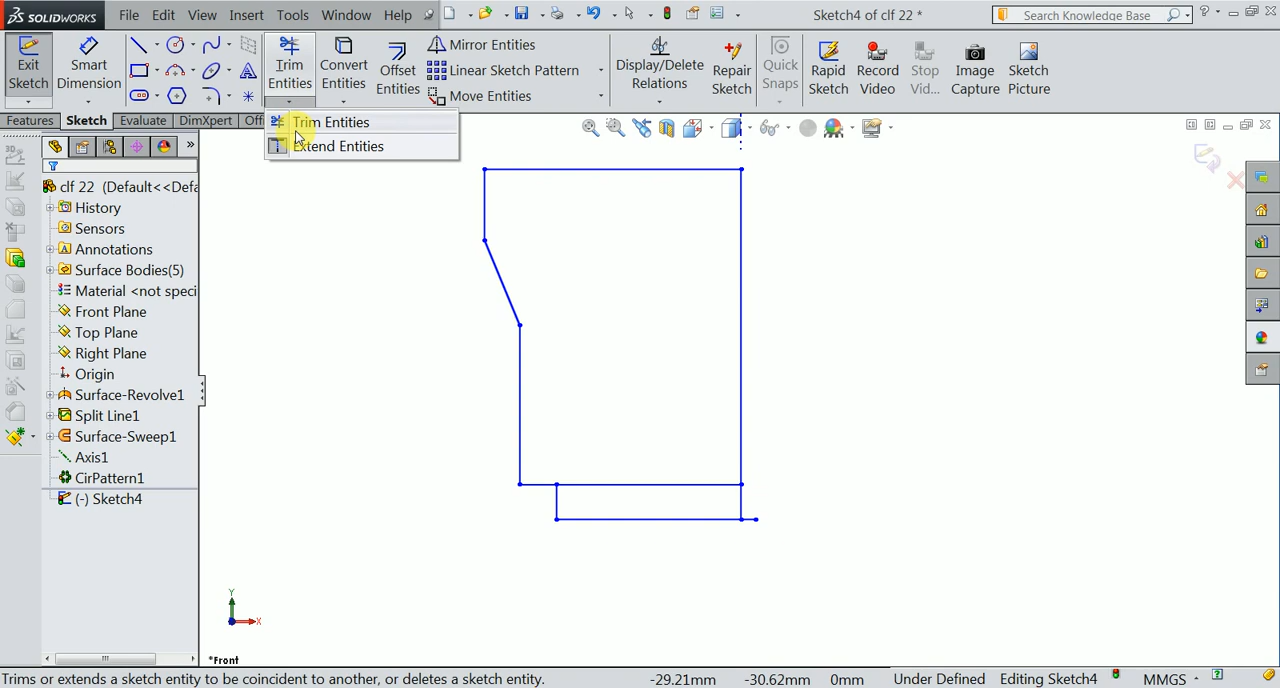 SOLIDWORKS File Edit View Insert Tools Window Help Sketch4 of clf 22 * Search Knowledge Base ?
Exit Sketch
Smart Dimension
Trim Entities
Convert Entities
Offset Entities
Mirror Entities
Linear Sketch Pattern
Move Entities
Display/Delete Relations
Repair Sketch
Quick Snaps
Rapid Sketch
Record Video
Stop Vid...
Image Capture
Sketch Picture
Features Sketch Evaluate DimXpert Offi
Trim Entities
Extend Entities
clf 22 (Default<<Defa
History
Sensors
Annotations
Surface Bodies(5)
Material <not speci
Front Plane
Top Plane
Right Plane
Origin
Surface-Revolve1
Split Line1
Surface-Sweep1
Axis1
CirPattern1
(-) Sketch4
Y
X
*Front
Trims or extends a sketch entity to be coincident to another, or deletes a sketch entity. -29.21mm -30.62mm 0mm Under Defined Editing Sketch4 MMGS ?